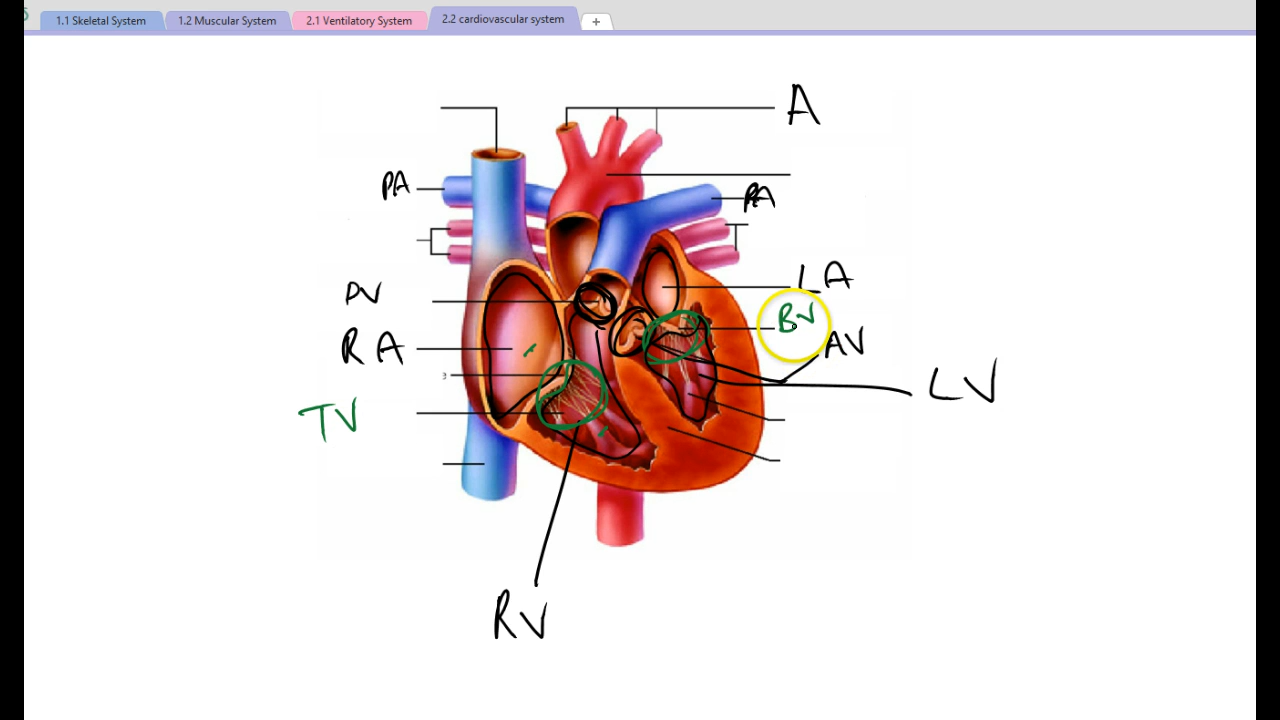 1.1 Skeletal System
1.2 Muscular System
2.1 Ventilatory System
2.2 cardiovascular system
A
PA
PA
PV
LA
BV
RA
AV
3
LV
TV
RV